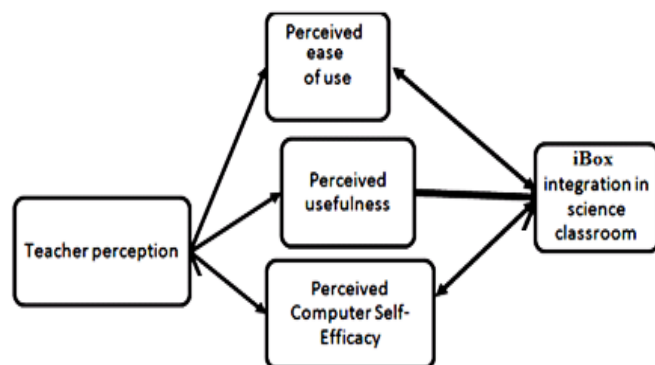 Perceived
ease
of use
Perceived
usefulness
iBox
integration in
science
classroom
Teacher perception
Perceived
Computer Self-
Efficacy